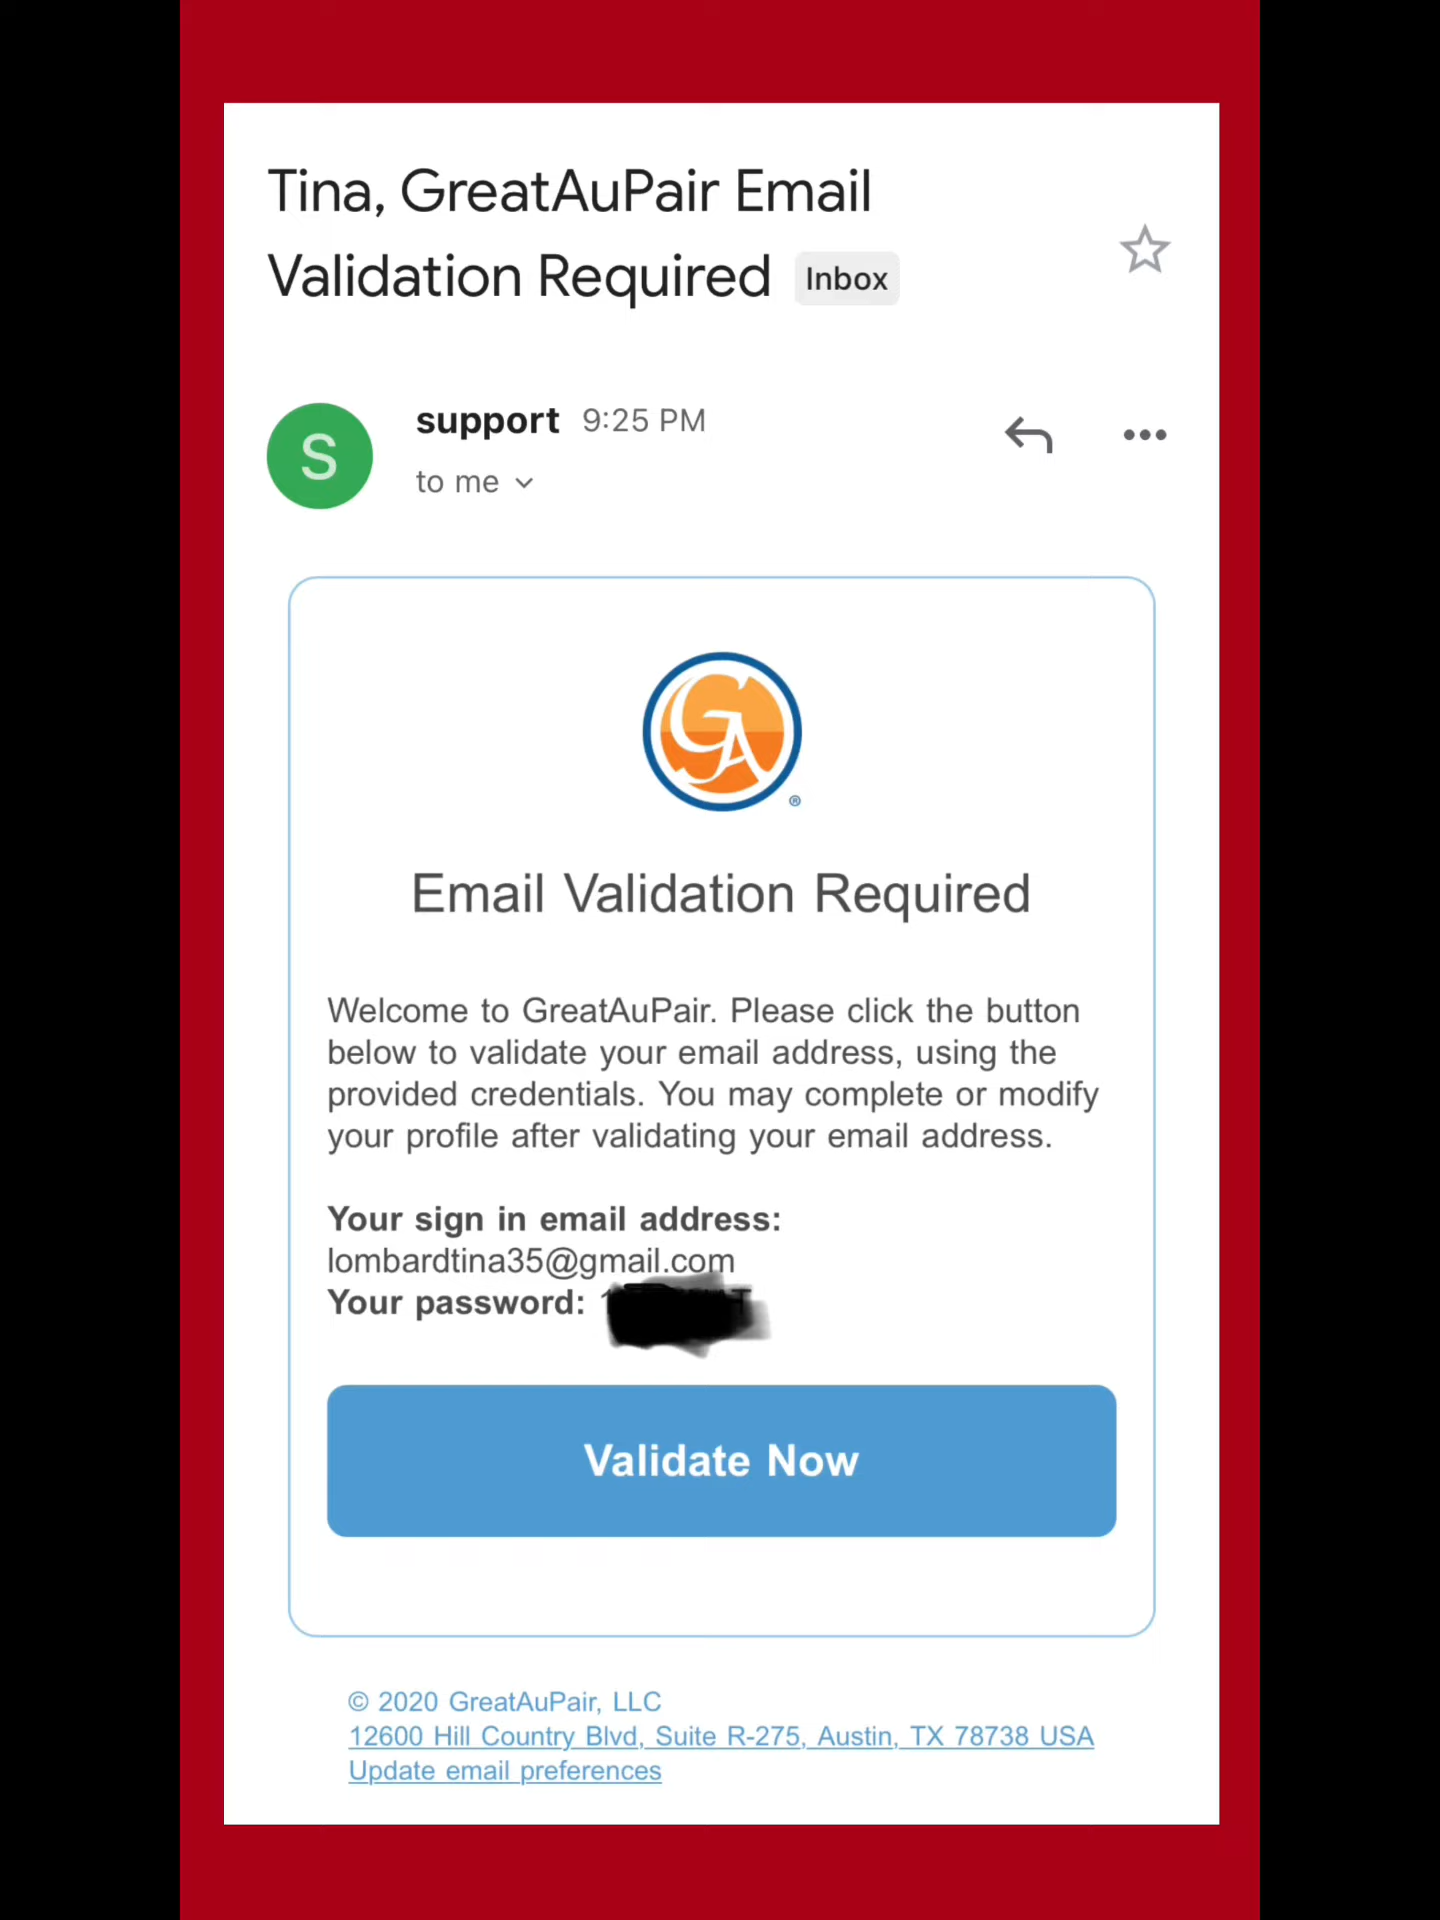 Tina, GreatAuPair Email
Validation Required Inbox
S
support 9:25 PM
to me
GA
®
Email Validation Required
Welcome to GreatAuPair. Please click the button
below to validate your email address, using the
provided credentials. You may complete or modify
your profile after validating your email address.
Your sign in email address:
lombardtina35@gmail.com
Your password:
Validate Now
© 2020 GreatAuPair, LLC
12600 Hill Country Blvd, Suite R-275, Austin, TX 78738 USA
Update email preferences